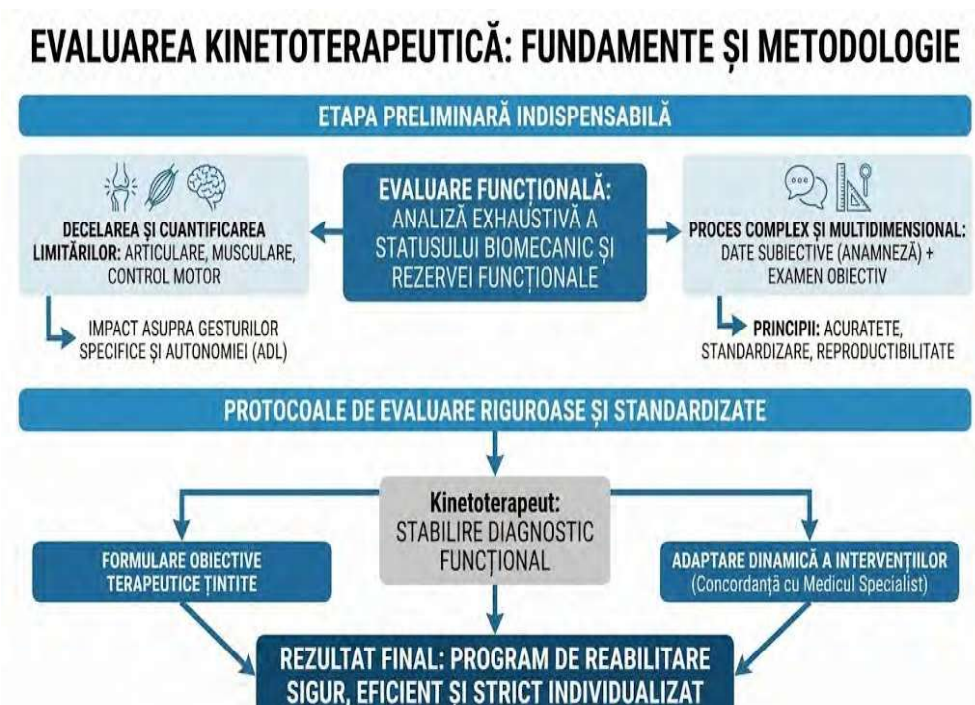 EVALUAREA KINETOTERAPEUTICĂ: FUNDAMENTE ȘI METODOLOGIE
ETAPA PRELIMINARĂ INDISPENSABILĂ
DECELAREA ȘI CUANTIFICAREA
LIMITĂRILOR: ARTICULARE, MUSCULARE,
CONTROL MOTOR
IMPACT ASUPRA GESTURILOR
SPECIFICE ȘI AUTONOMIEI (ADL)
EVALUARE FUNCȚIONALĂ:
ANALIZĂ EXHAUSTIVĂ A
STATUSULUI BIOMECANIC ȘI
REZERVEI FUNCȚIONALE
PROCES COMPLEX ȘI MULTIDIMENSIONAL:
DATE SUBIECTIVE (ANAMNEZĂ) +
EXAMEN OBIECTIV
PRINCIPII: ACURATETE,
STANDARDIZARE, REPRODUCTIBILITATE
PROTOCOALE DE EVALUARE RIGUROASE ȘI STANDARDIZATE
Kinetoterapeut:
STABILIRE DIAGNOSTIC
FUNCȚIONAL
FORMULARE OBIECTIVE
TERAPEUTICE ȚINTITE
ADAPTARE DINAMICĂ A INTERVENȚIILOR
(Concordanță cu Medicul Specialist)
REZULTAT FINAL: PROGRAM DE REABILITARE
SIGUR, EFICIENT ȘI STRICT INDIVIDUALIZAT